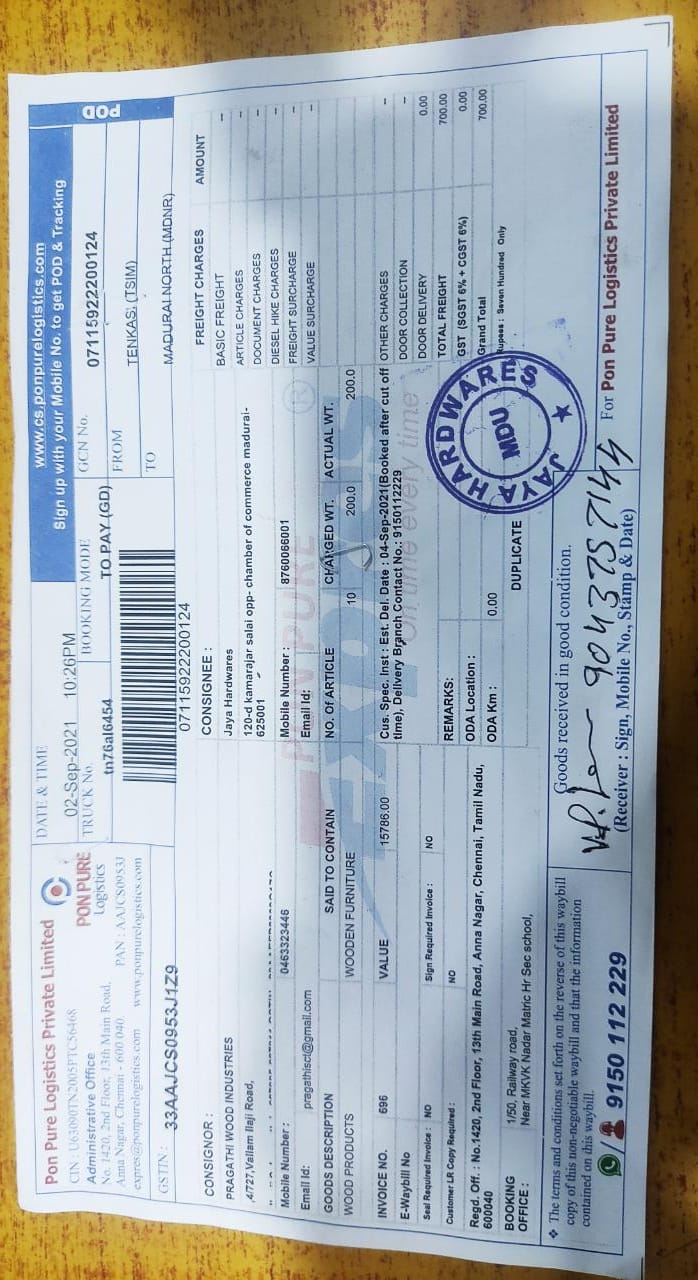 Pon Pure Logistics Private Limited
CIN : U63090TN2005PTC56468
Administrative Office
No. 1420, 2nd Floor, 13th Main Road,
Anna Nagar, Chennai - 600 040.
PAN : AAJCS0953J
expres@ponpurelogistics.com
www.ponpurelogistics.com
GSTIN :
33AAJCS0953J1Z9
PON PURE
Logistics
DATE & TIME
02-Sep-2021 10:26PM
TRUCK No.
tn76al6454
BOOKING MODE
TO PAY (GD)
www.cs.ponpurelogistics.com
Sign up with your Mobile No. to get POD & Tracking
POD
GCN No.
07115922200124
FROM
TENKASI (TSIM)
TO
MADURAI NORTH (MDNR)
07115922200124
CONSIGNOR :
PRAGATHI WOOD INDUSTRIES
,4/727,Vallam Ilaji Road,
Mobile Number :
0463323446
Email Id:
pragathisct@gmail.com
CONSIGNEE :
Jaya Hardwares
120-d kamarajar salai opp- chamber of commerce madurai-
625001
Mobile Number :
8760066001
Email Id:
FREIGHT CHARGES
AMOUNT
BASIC FREIGHT --
ARTICLE CHARGES
DOCUMENT CHARGES --
DIESEL HIKE CHARGES --
FREIGHT SURCHARGE --
VALUE SURCHARGE --
OTHER CHARGES --
DOOR COLLECTION --
DOOR DELIVERY 0.00
TOTAL FREIGHT 700.00
GST (SGST 6% + CGST 6%) 0.00
Grand Total 700.00
Rupees : Seven Hundred Only
GOODS DESCRIPTION
SAID TO CONTAIN
NO. OF ARTICLE
CHARGED WT.
ACTUAL WT.
WOOD PRODUCTS
WOODEN FURNITURE
10
200.0
200.0
INVOICE NO.
696
VALUE
15786.00
E-Waybill No
Seal Required Invoice : NO
Sign Required Invoice : NO
Customer LR Copy Required : NO
Cus. Spec. Inst : Est. Del. Date : 04-Sep-2021(Booked after cut off
time), Delivery Branch Contact No.: 9150112229
REMARKS:
ODA Location :
ODA Km :
0.00
Regd. Off. : No.1420, 2nd Floor, 13th Main Road, Anna Nagar, Chennai, Tamil Nadu,
600040
BOOKING
OFFICE :
1/50, Railway road,
Near MKVK Nadar Matric Hr Sec school,
DUPLICATE
PON PURE
EXPRES
On time every time
JAYA HARDWARES
MDU
The terms and conditions set forth on the reverse of this waybill
copy of this non-negotiable waybill and that the information
contained on this waybill.
9150 112 229
Goods received in good condition.
9043757144
(Receiver : Sign, Mobile No., Stamp & Date)
For Pon Pure Logistics Private Limited